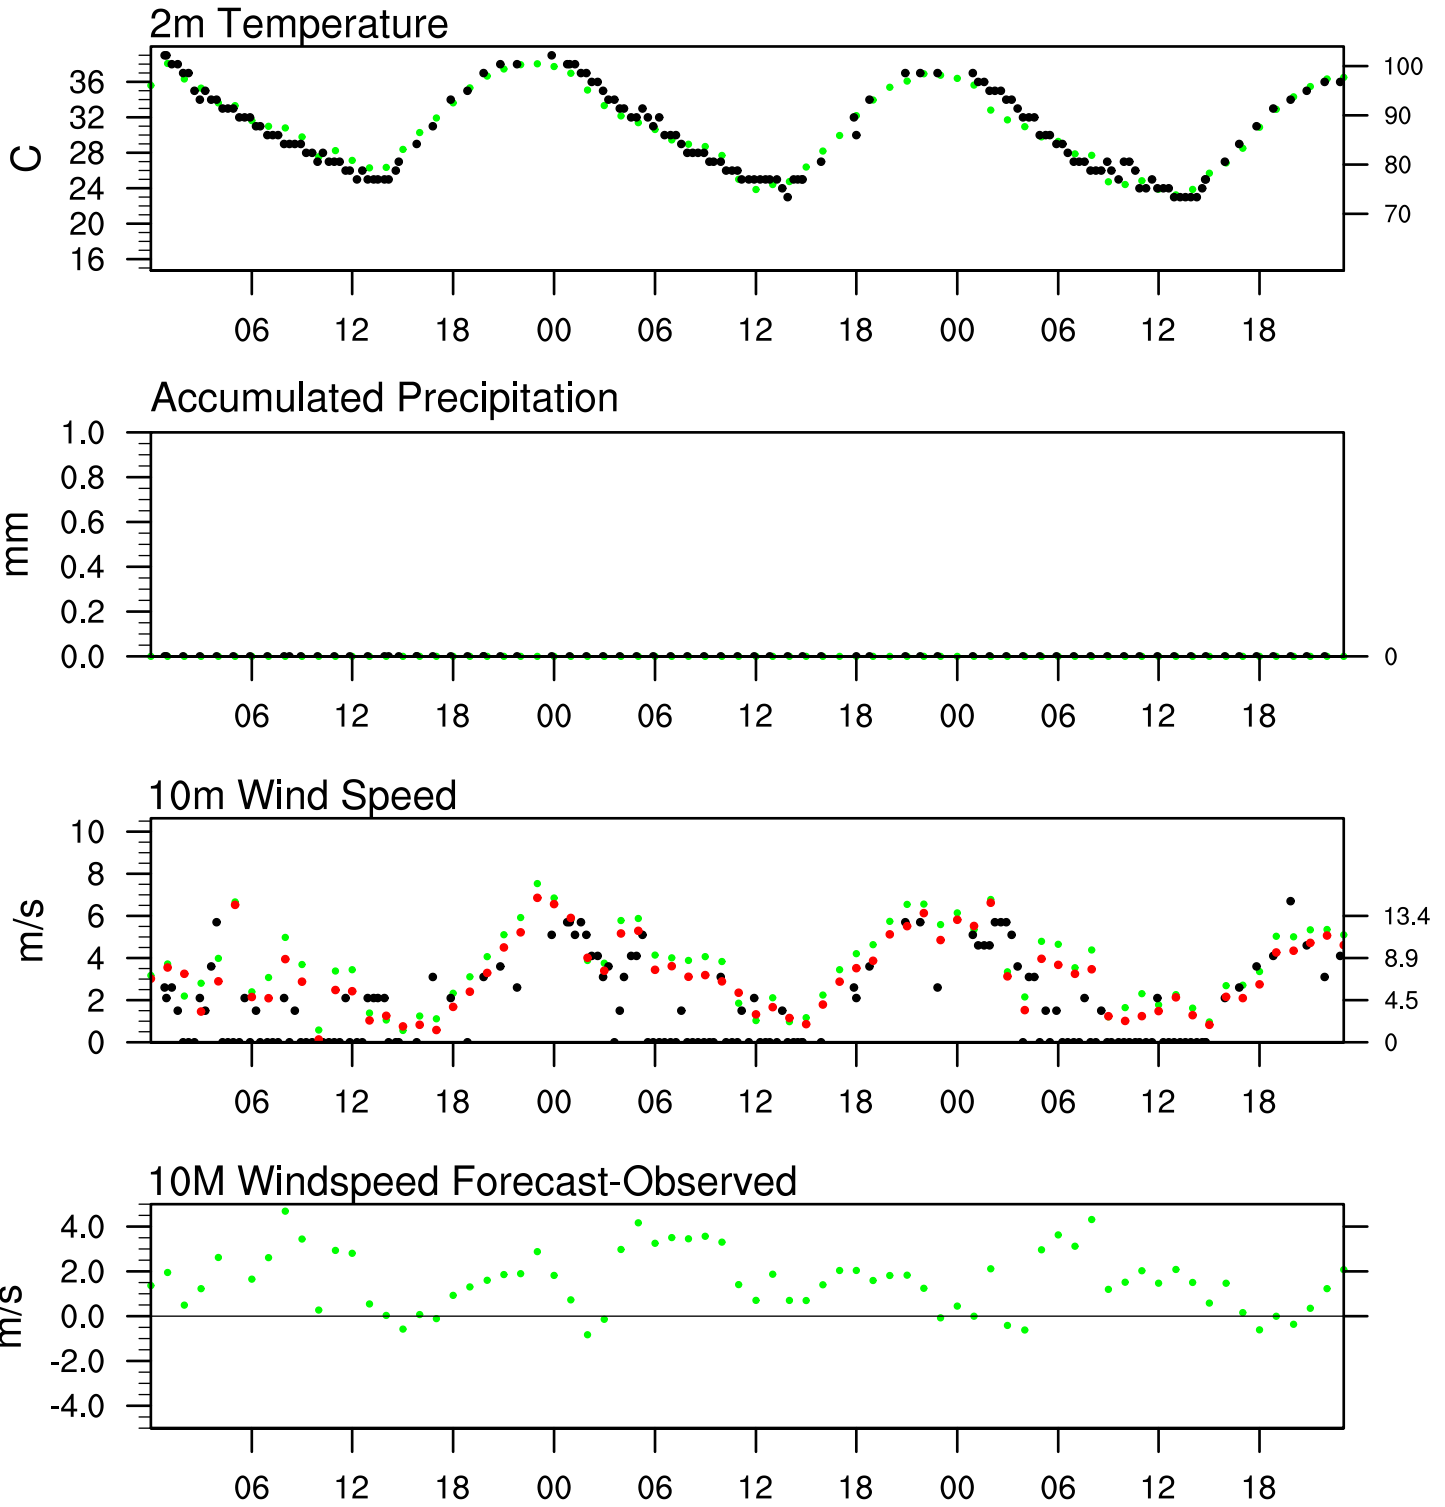 2m Temperature
C
36
32
28
24
20
16
100
90
80
70
06 12 18 00 06 12 18 00 06 12 18
Accumulated Precipitation
mm
1.0
0.8
0.6
0.4
0.2
0.0
0
06 12 18 00 06 12 18 00 06 12 18
10m Wind Speed
m/s
10
8
6
4
2
0
13.4
8.9
4.5
0
06 12 18 00 06 12 18 00 06 12 18
10M Windspeed Forecast-Observed
m/s
4.0
2.0
0.0
-2.0
-4.0
06 12 18 00 06 12 18 00 06 12 18